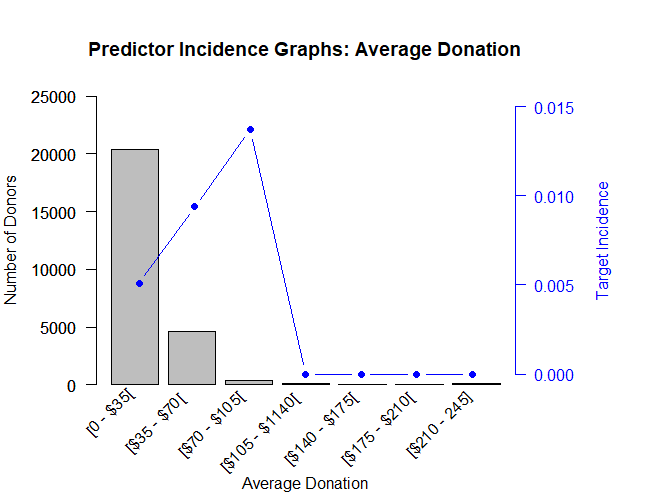 Predictor Incidence Graphs: Average Donation
25000
20000
15000
10000
5000
0
Number of Donors
0.015
0.010
0.005
0.000
Target Incidence
[0 - $35[
[$35 - $70[
[$70 - $105[
[$105 - $1140[
[$140 - $175[
[$175 - $210[
[$210 - 245]
Average Donation